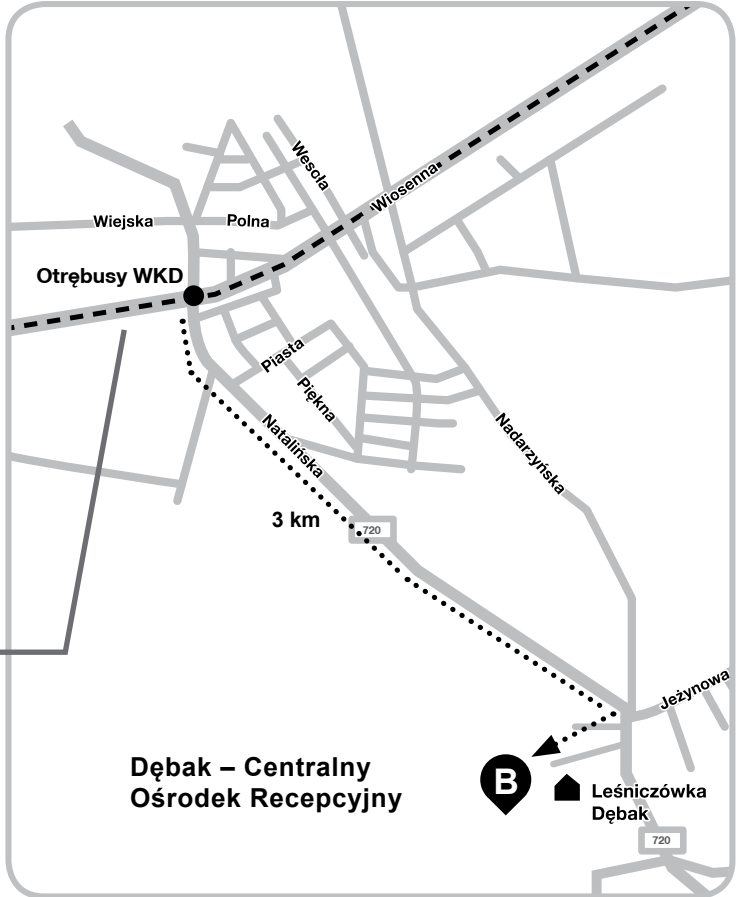 Wesoła
Wiosenna
Wiejska
Polna
Otrębusy WKD
Piasta
Piękna
Natalińska
Nadarzyńska
3 km
720
Jeżynowa
Dębak – Centralny
Ośrodek Recepcyjny
B
Leśniczówka
Dębak
720